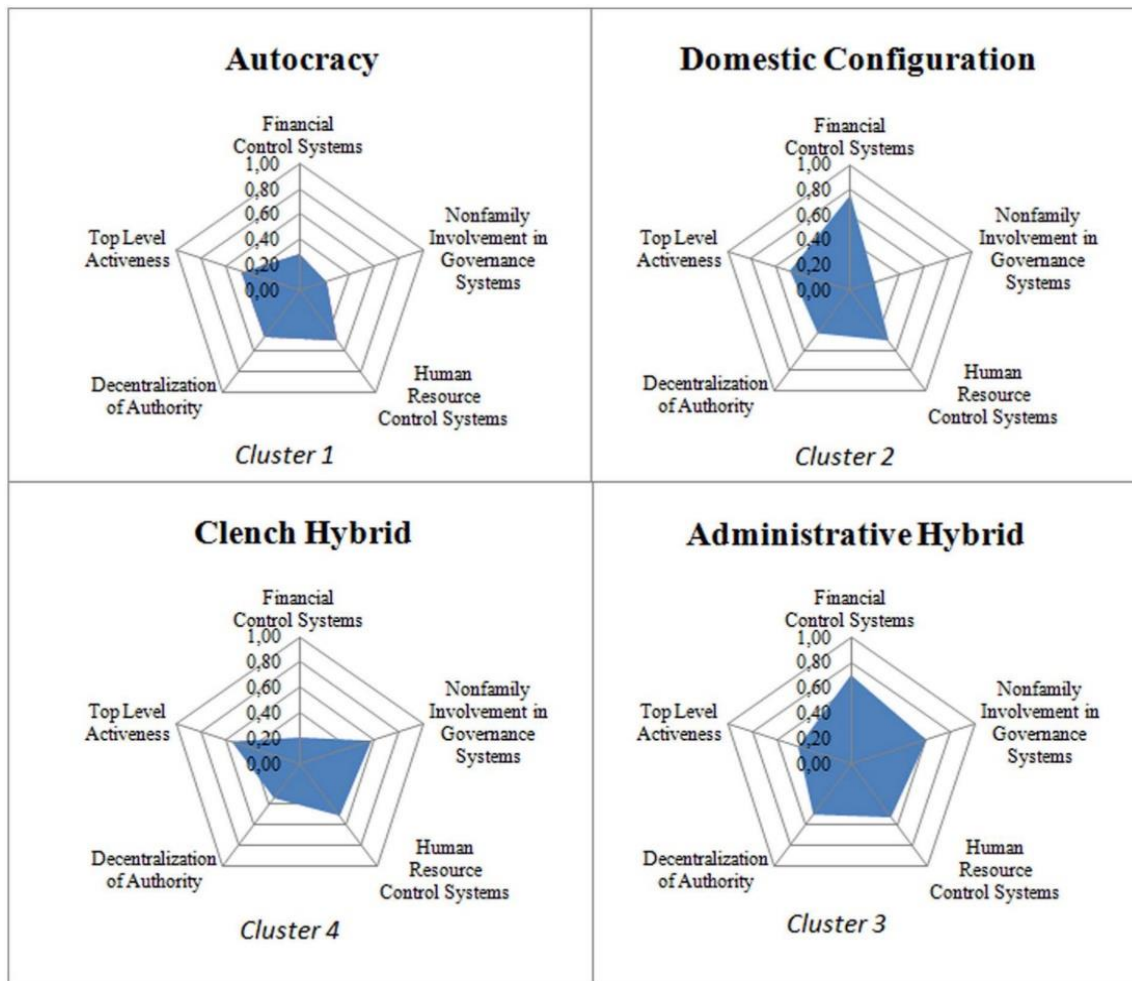 Autocracy
Financial
Control Systems
1,00
0,80
0,60
0,40
0,20
0,00
Nonfamily
Involvement in
Governance
Systems
Human
Resource
Control Systems
Decentralization
of Authority
Top Level
Activeness
Cluster 1
Domestic Configuration
Financial
Control Systems
1,00
0,80
0,60
0,40
0,20
0,00
Nonfamily
Involvement in
Governance
Systems
Human
Resource
Control Systems
Decentralization
of Authority
Top Level
Activeness
Cluster 2
Clench Hybrid
Financial
Control Systems
1,00
0,80
0,60
0,40
0,20
0,00
Nonfamily
Involvement in
Governance
Systems
Human
Resource
Control Systems
Decentralization
of Authority
Top Level
Activeness
Cluster 4
Administrative Hybrid
Financial
Control Systems
1,00
0,80
0,60
0,40
0,20
0,00
Nonfamily
Involvement in
Governance
Systems
Human
Resource
Control Systems
Decentralization
of Authority
Top Level
Activeness
Cluster 3